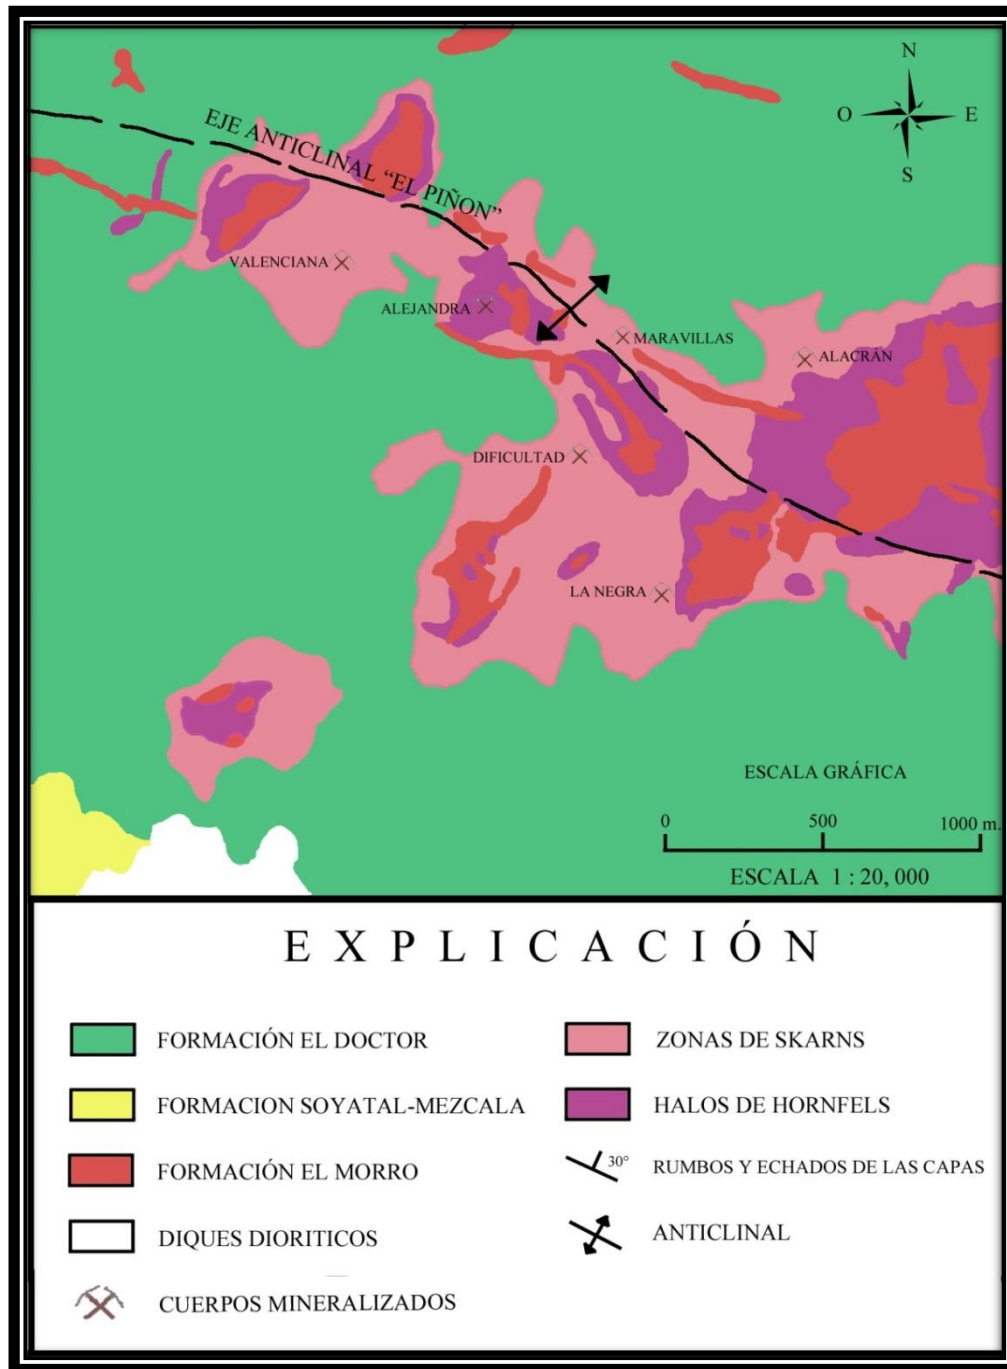 N
O E
S
EJE ANTICLINAL “EL PIÑON”
VALENCIANA
ALEJANDRA
MARAVILLAS
ALACRÁN
DIFICULTAD
LA NEGRA
ESCALA GRÁFICA
0 500 1000 m.
ESCALA 1 : 20, 000
EXPLICACIÓN
FORMACIÓN EL DOCTOR
FORMACION SOYATAL-MEZCALA
FORMACIÓN EL MORRO
DIQUES DIORITICOS
CUERPOS MINERALIZADOS
ZONAS DE SKARNS
HALOS DE HORNFELS
30° RUMBOS Y ECHADOS DE LAS CAPAS
ANTICLINAL